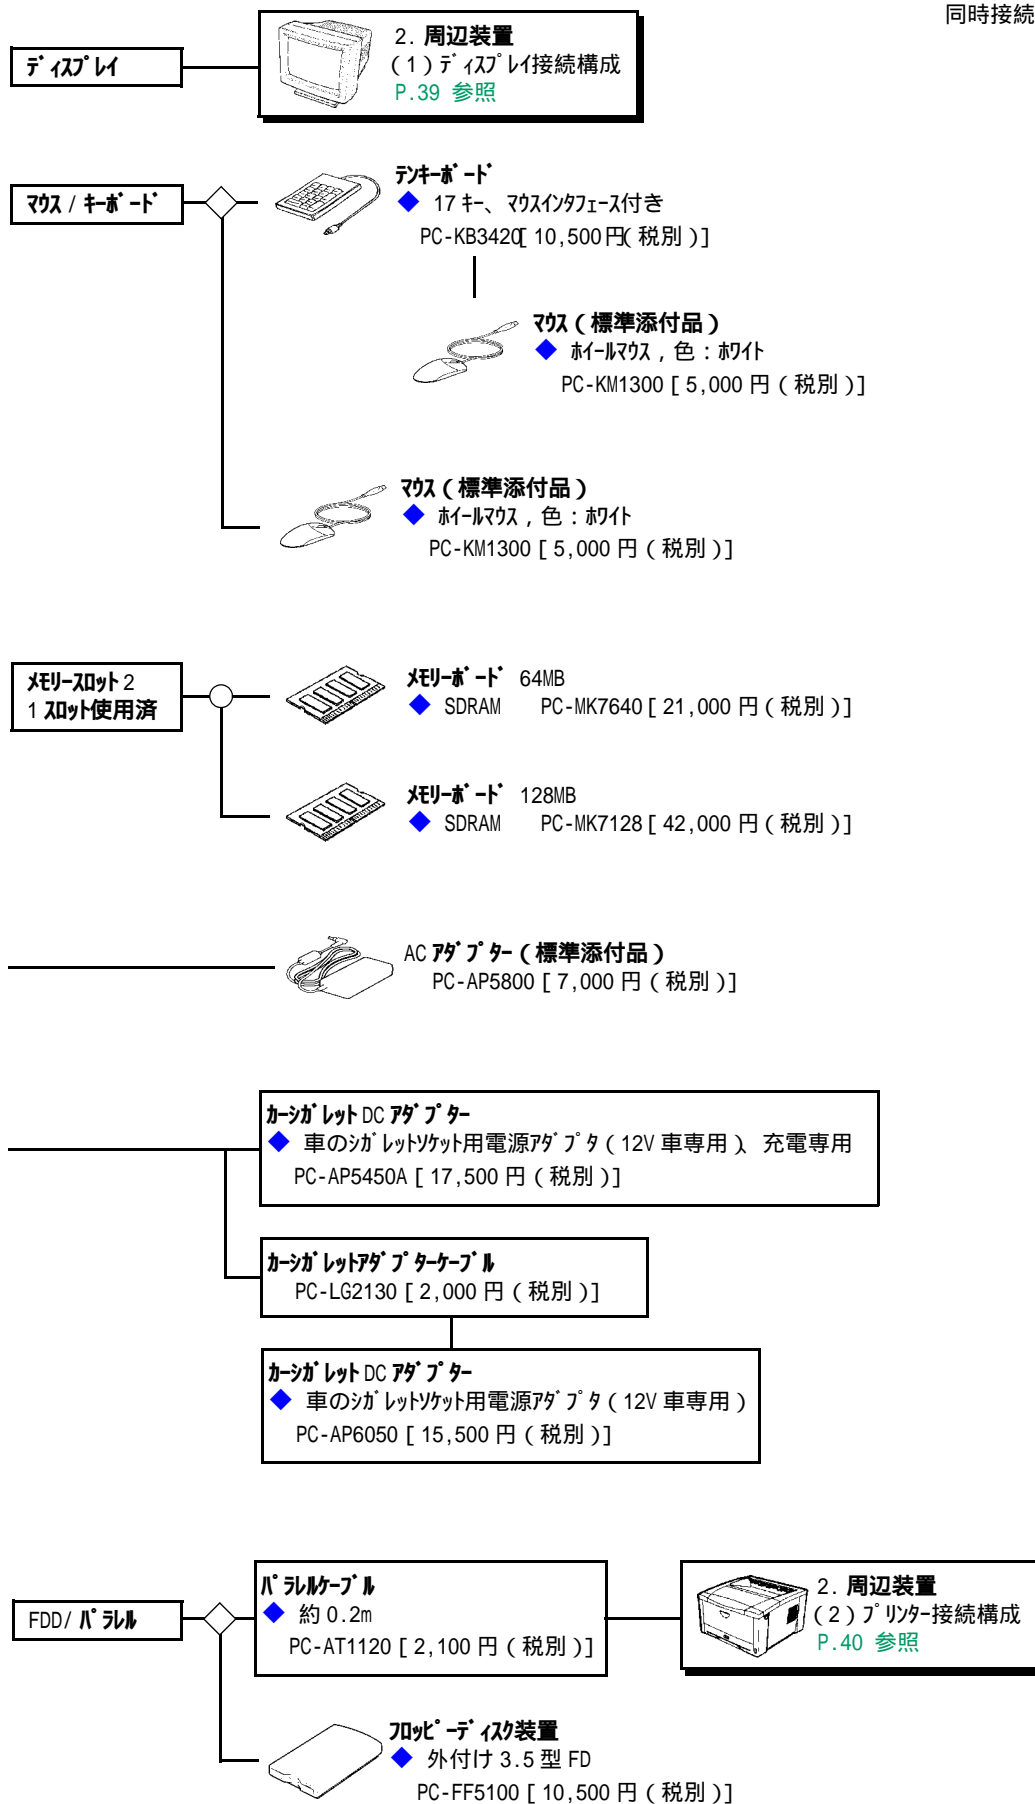 同時接続
ﾃﾞｨｽﾌﾟﾚｲ
2. 周辺装置
(1)ﾃﾞｨｽﾌﾟﾚｲ接続構成
P.39 参照
ﾏｳｽ / ｷｰﾎﾞｰﾄﾞ
ﾃﾝｷｰﾎﾞｰﾄﾞ
◆ 17 ｷｰ、ﾏｳｽｲﾝﾀﾌｪｰｽ付き
PC-KB3420[ 10,500 円(税別)]
ﾏｳｽ(標準添付品)
◆ ﾎｲｰﾙﾏｳｽ,色:ﾎﾜｲﾄ
PC-KM1300 [ 5,000 円(税別)]
ﾏｳｽ(標準添付品)
◆ ﾎｲｰﾙﾏｳｽ,色:ﾎﾜｲﾄ
PC-KM1300 [ 5,000 円(税別)]
ﾒﾓﾘｰｽﾛｯﾄ 2
1 ｽﾛｯﾄ使用済
ﾒﾓﾘｰﾎﾞｰﾄﾞ 64MB
◆ SDRAM PC-MK7640 [ 21,000 円(税別)]
ﾒﾓﾘｰﾎﾞｰﾄﾞ 128MB
◆ SDRAM PC-MK7128 [ 42,000 円(税別)]
AC ｱﾀﾞﾌﾟﾀｰ(標準添付品)
PC-AP5800 [ 7,000 円(税別)]
ｶｰｼｶﾞﾚｯﾄ DC ｱﾀﾞﾌﾟﾀｰ
◆ 車のｼｶﾞﾚｯﾄｿｹｯﾄ用電源ｱﾀﾞﾌﾟﾀ(12V 車専用)、充電専用
PC-AP5450A [ 17,500 円(税別)]
ｶｰｼｶﾞﾚｯﾄｱﾀﾞﾌﾟﾀｰｹｰﾌﾞﾙ
PC-LG2130 [ 2,000 円(税別)]
ｶｰｼｶﾞﾚｯﾄ DC ｱﾀﾞﾌﾟﾀｰ
◆ 車のｼｶﾞﾚｯﾄｿｹｯﾄ用電源ｱﾀﾞﾌﾟﾀ(12V 車専用)
PC-AP6050 [ 15,500 円(税別)]
FDD/ ﾊﾟﾗﾚﾙ
ﾊﾟﾗﾚﾙｹｰﾌﾞﾙ
◆ 約 0.2m
PC-AT1120 [ 2,100 円(税別)]
2. 周辺装置
(2)ﾌﾟﾘﾝﾀｰ接続構成
P.40 参照
ﾌﾛｯﾋﾟｰﾃﾞｨｽｸ装置
◆ 外付け 3.5 型 FD
PC-FF5100 [ 10,500 円(税別)]